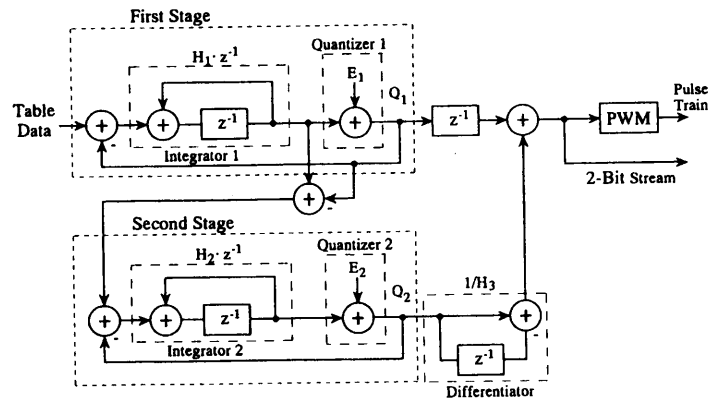 First Stage
H₁· z⁻¹
Quantizer 1
E₁
Q₁
Table
Data
+
+
z⁻¹
+
z⁻¹
+
PWM
Pulse
Train
-
Integrator 1
2-Bit Stream
+
-
Second Stage
H₂· z⁻¹
Quantizer 2
E₂
Q₂
1/H₃
+
+
z⁻¹
+
+
-
-
Integrator 2
z⁻¹
Differentiator